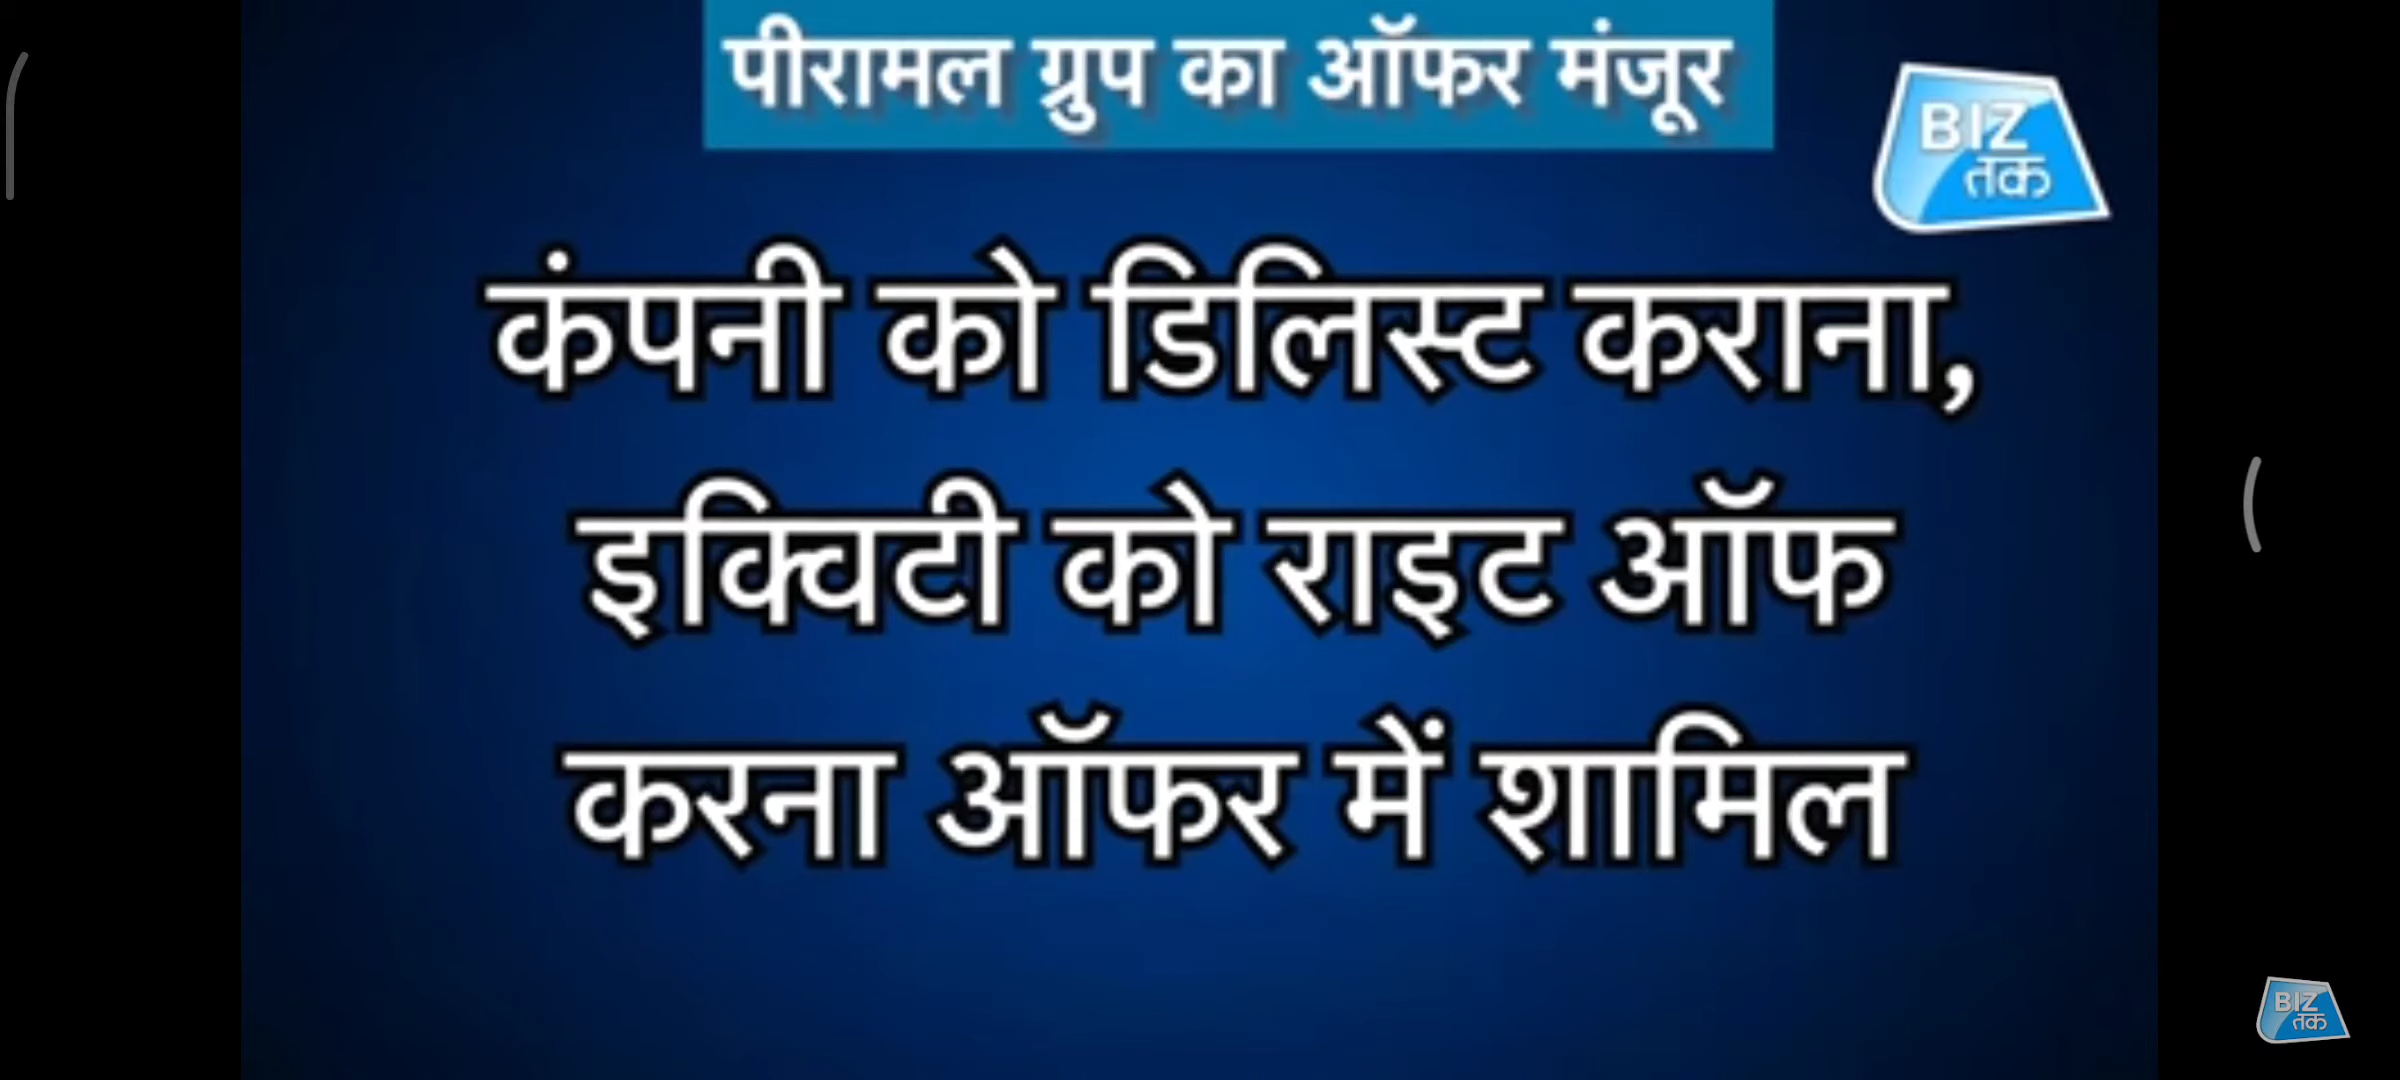 पीरामल ग्रुप का ऑफर मंजूर
BIZ
तक
कंपनी को डिलिस्ट कराना,
इक्विटी को राइट ऑफ
करना ऑफर में शामिल
BIZ
तक